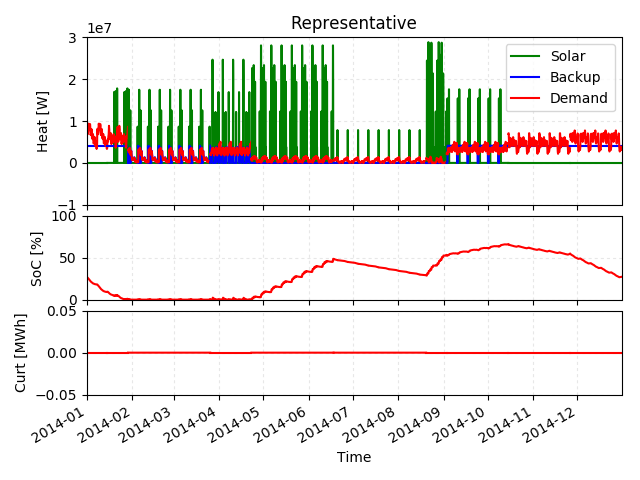 Representative
1e7
3
2
1
0
−1
Heat [W]
Solar
Backup
Demand
100
50
0
SoC [%]
0.05
0.00
−0.05
Curt [MWh]
2014-01
2014-02
2014-03
2014-04
2014-05
2014-06
2014-07
2014-08
2014-09
2014-10
2014-11
2014-12
Time